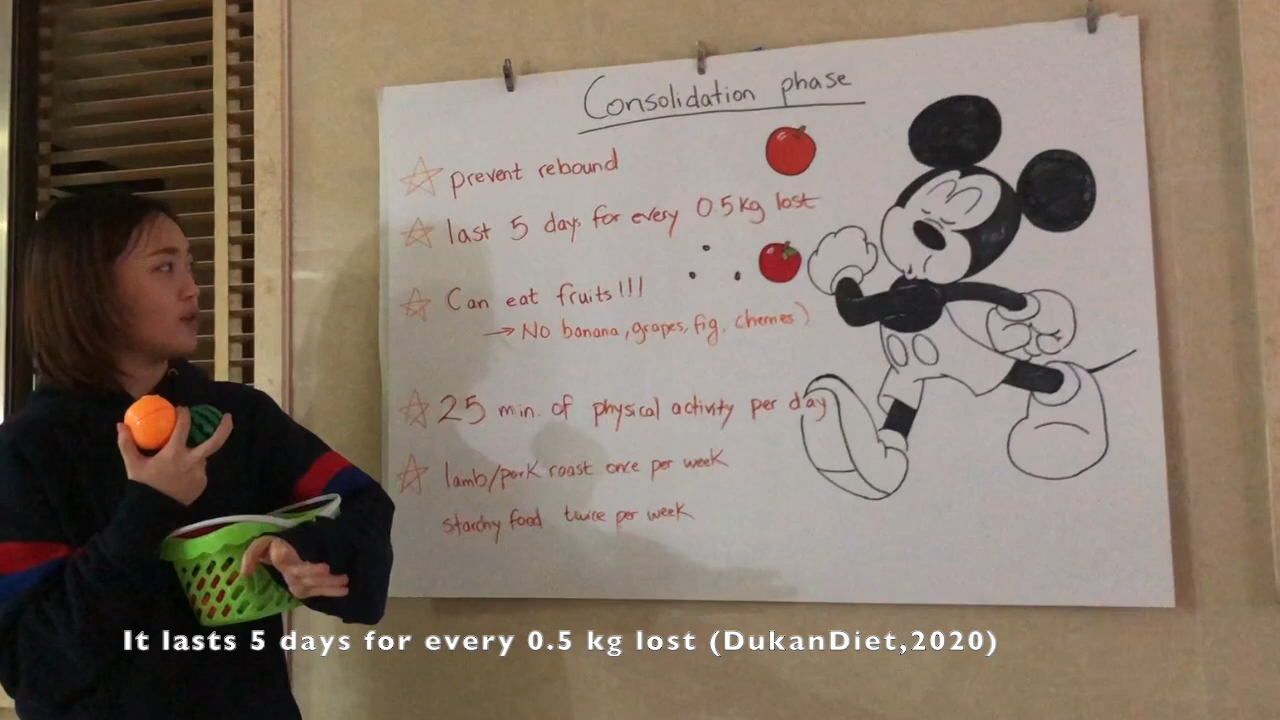 Consolidation phase
prevent rebound
last 5 days for every 0.5kg lost
Can eat fruits!!!
→ No banana, grapes, fig, cherries)
25 min. of physical activity per day
lamb/pork roast once per week
starchy food twice per week
It lasts 5 days for every 0.5 kg lost (DukanDiet,2020)